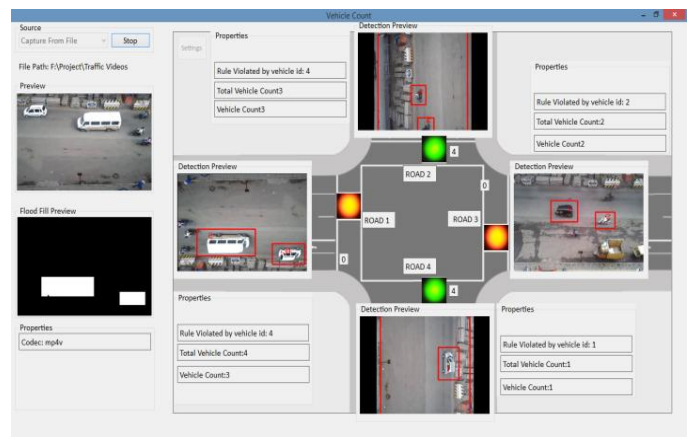 Vehicle Count
Source
Capture From File
Stop
File Path: F:\Project\Traffic Videos
Preview
Flood Fill Preview
Properties
Codec: mp4v
Settings
Properties
Rule Violated by vehicle id: 4
Total Vehicle Count3
Vehicle Count3
Detection Preview
Properties
Rule Violated by vehicle id: 2
Total Vehicle Count:2
Vehicle Count2
Detection Preview
Detection Preview
4
ROAD 2
0
ROAD 1
ROAD 3
0
ROAD 4
4
Properties
Rule Violated by vehicle id: 4
Total Vehicle Count:4
Vehicle Count:3
Detection Preview
Properties
Rule Violated by vehicle id: 1
Total Vehicle Count:1
Vehicle Count:1